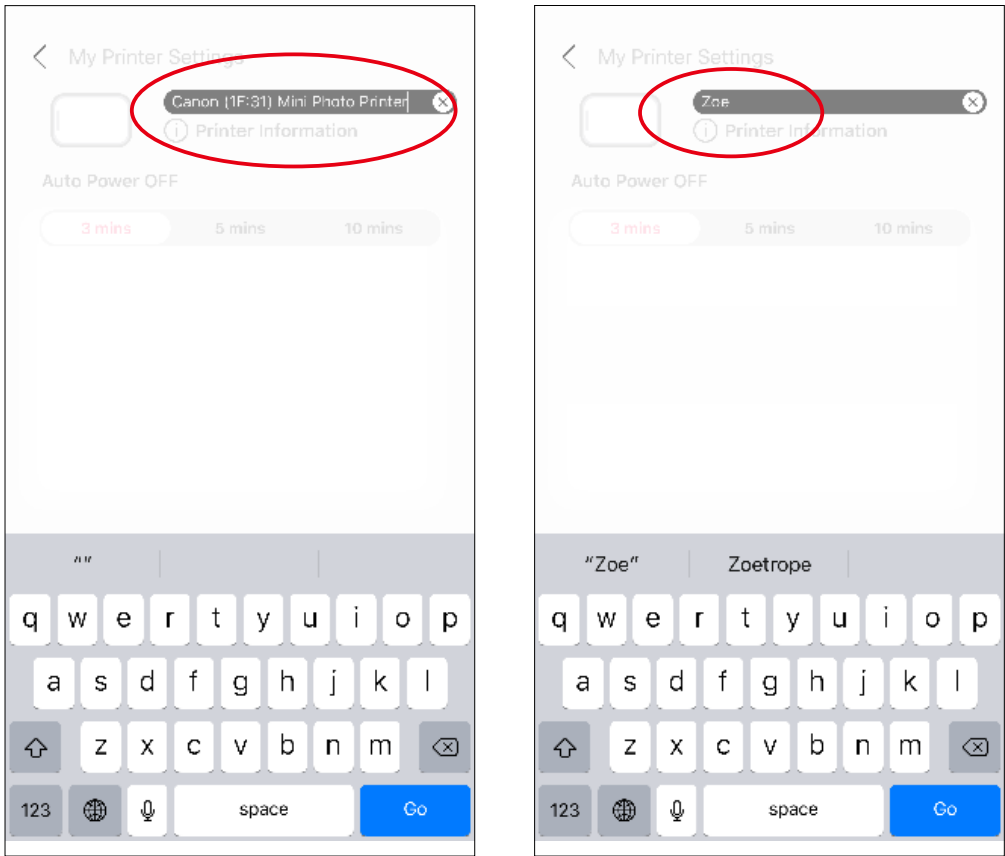 My Printer Settings
Canon (1F:31) Mini Photo Printer
Printer Information
Auto Power OFF
3 mins 5 mins 10 mins
“”
q w e r t y u i o p
a s d f g h j k l
z x c v b n m
123 space Go
My Printer Settings
Zoe
Printer Information
Auto Power OFF
3 mins 5 mins 10 mins
“Zoe” Zoetrope
q w e r t y u i o p
a s d f g h j k l
z x c v b n m
123 space Go